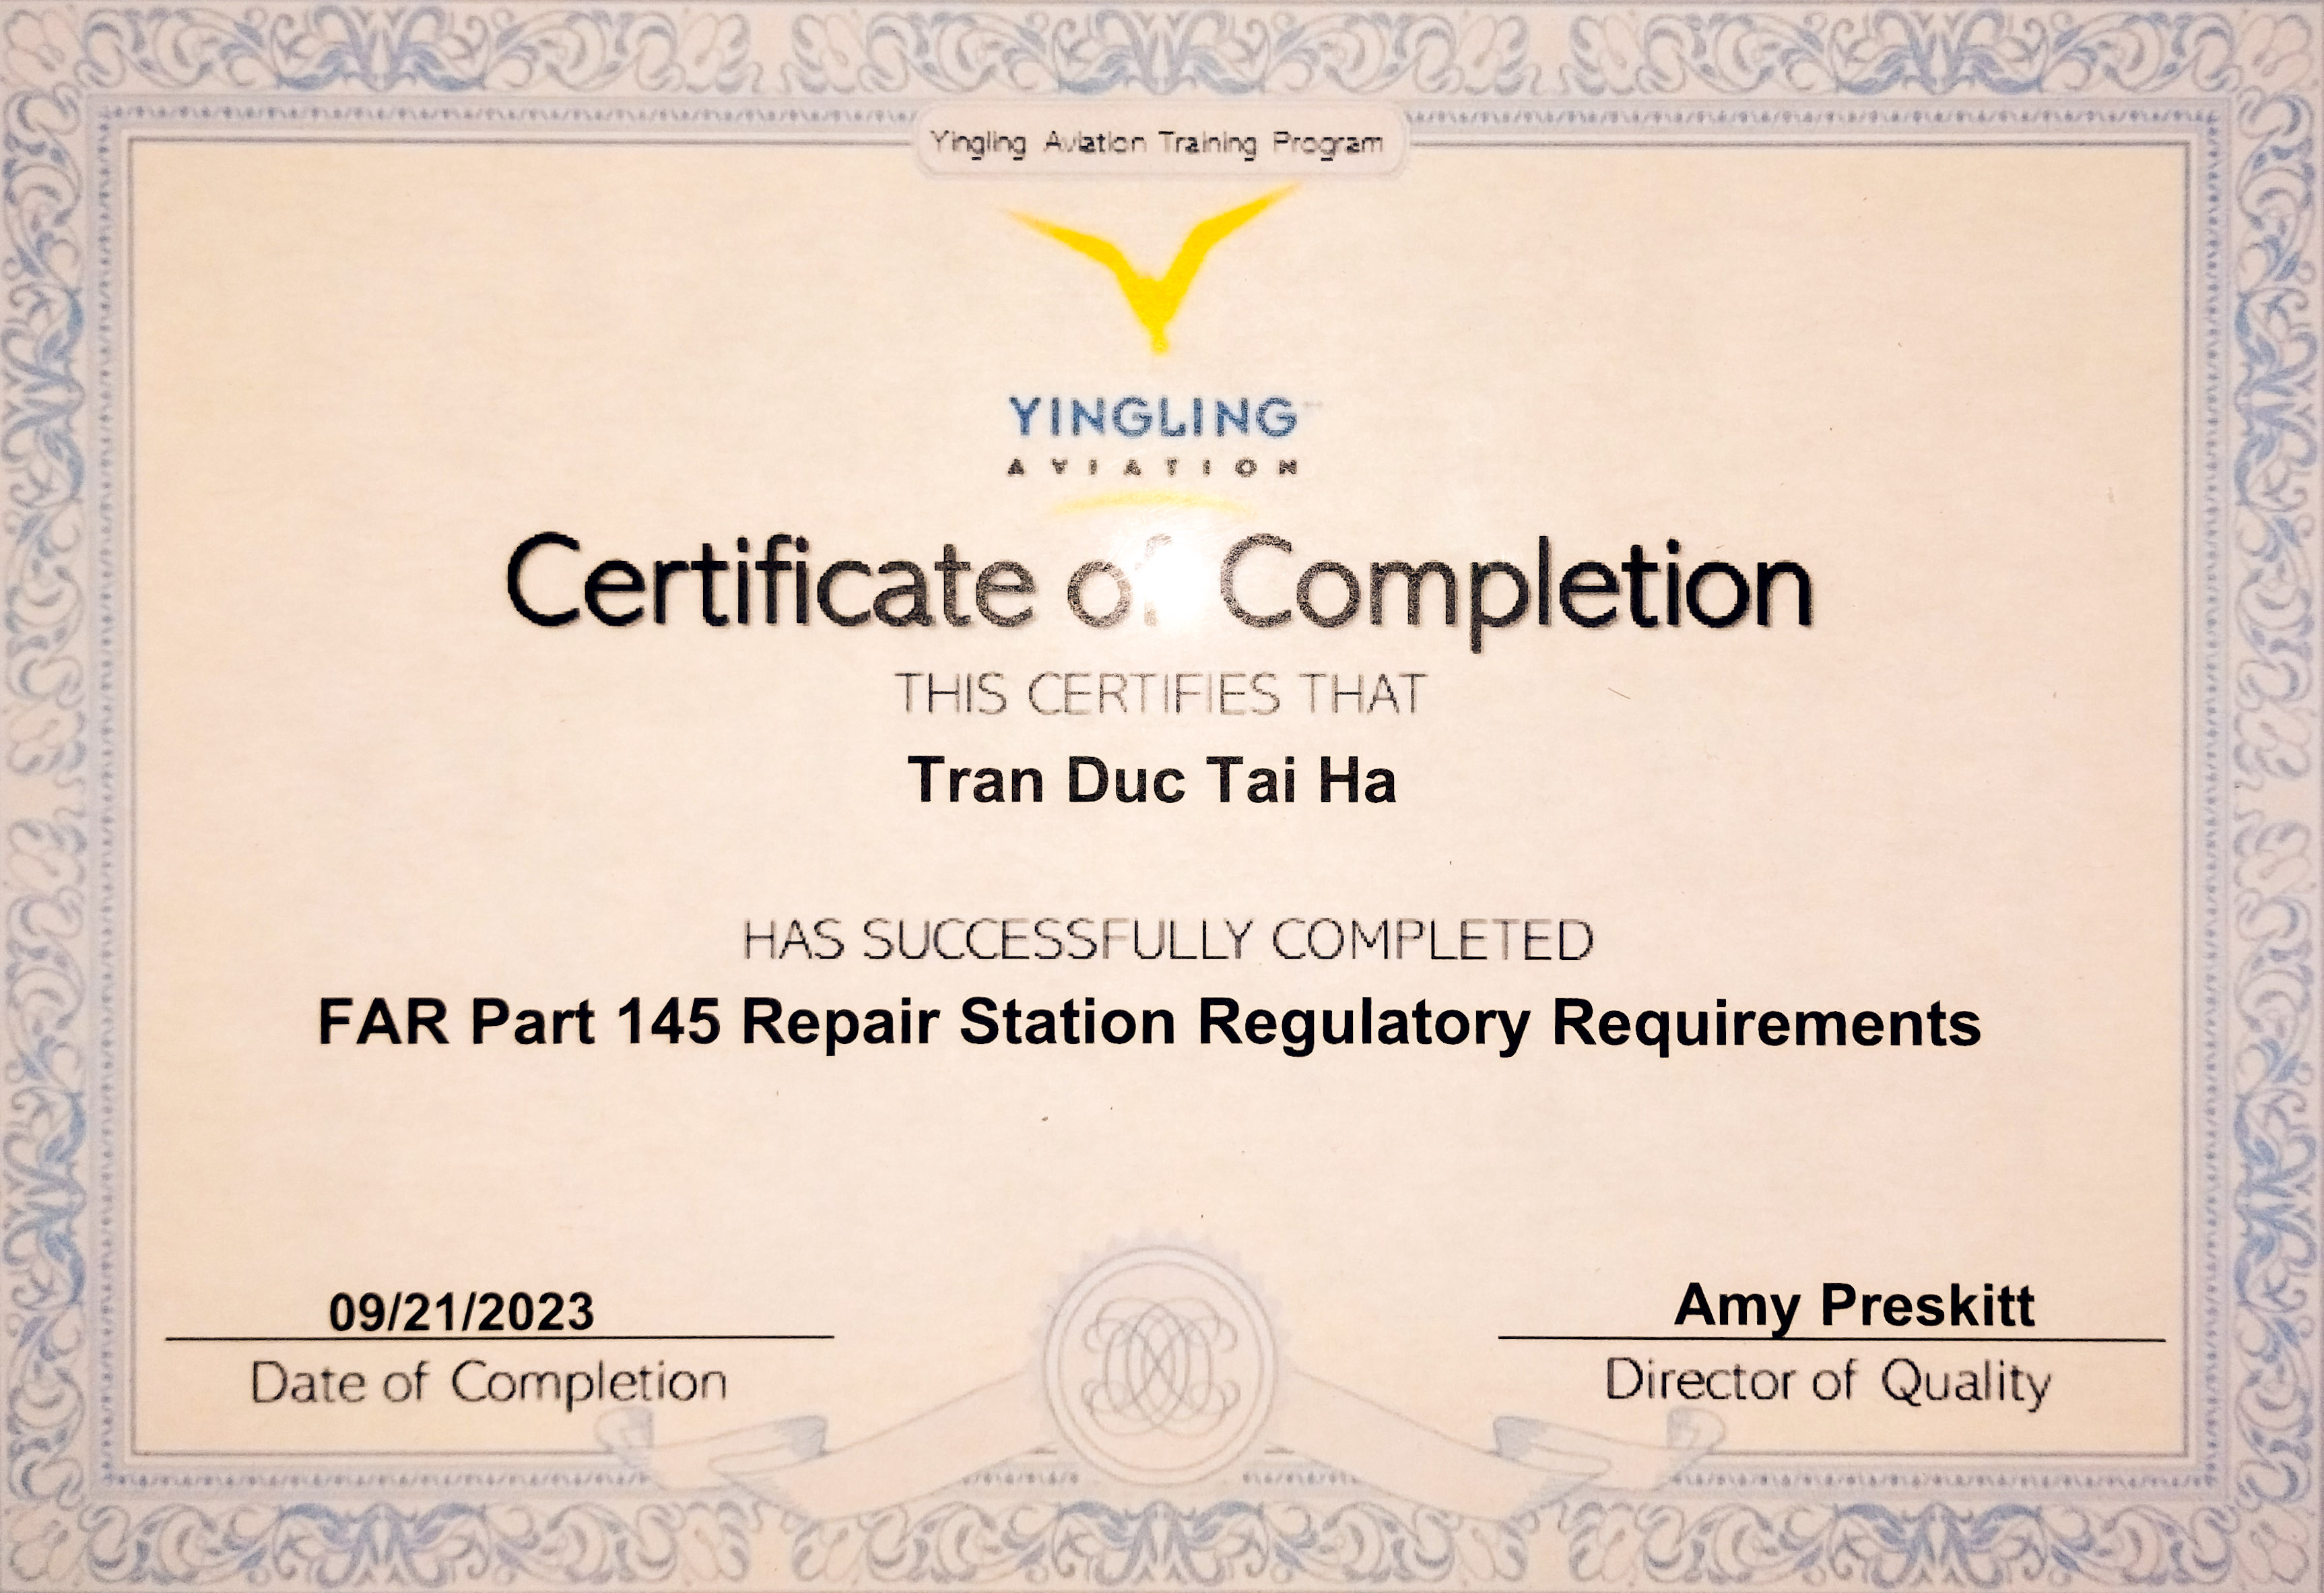 Yingling Aviation Training Program
YINGLING
AVIATION
Certificate of Completion
THIS CERTIFIES THAT
Tran Duc Tai Ha
HAS SUCCESSFULLY COMPLETED
FAR Part 145 Repair Station Regulatory Requirements
09/21/2023
Amy Preskitt
Date of Completion
Director of Quality